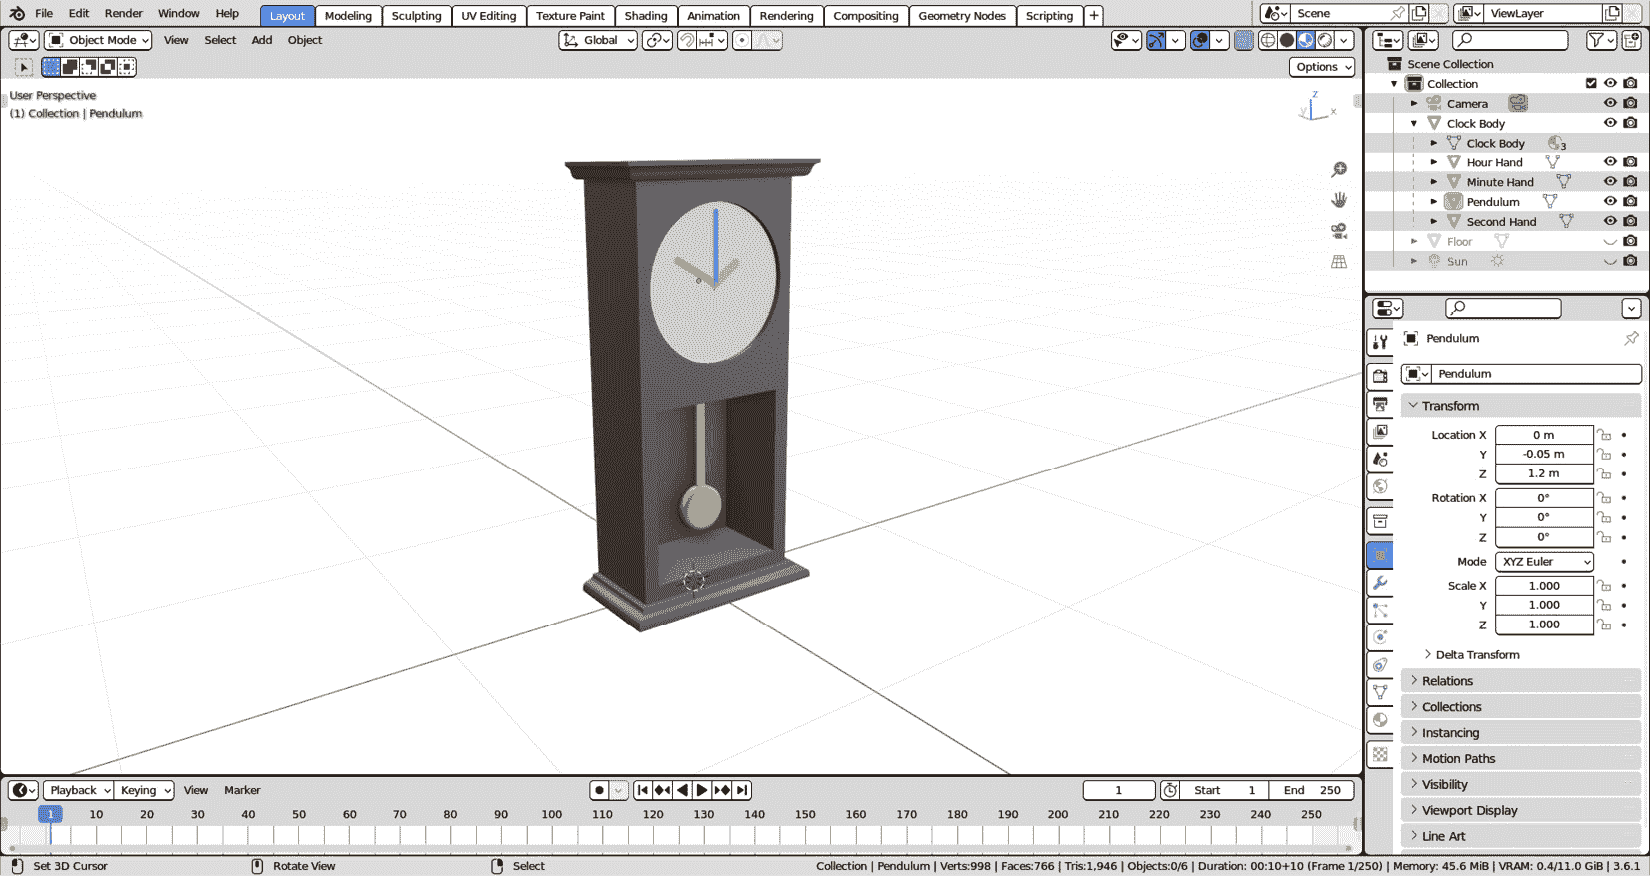 File Edit Render Window Help Layout Modeling Sculpting UV Editing Texture Paint Shading Animation Rendering Compositing Geometry Nodes Scripting + Scene ViewLayer
Object Mode View Select Add Object Global
Options
User Perspective
(1) Collection | Pendulum
Z
Y
X
Scene Collection
Collection
Camera
Clock Body
Clock Body 3
Hour Hand
Minute Hand
Pendulum
Second Hand
Floor
Sun
Pendulum
Pendulum
Transform
Location X 0 m
Y -0.05 m
Z 1.2 m
Rotation X 0°
Y 0°
Z 0°
Mode XYZ Euler
Scale X 1.000
Y 1.000
Z 1.000
Delta Transform
Relations
Collections
Instancing
Motion Paths
Visibility
Viewport Display
Line Art
Playback Keying View Marker 1 Start 1 End 250
1 10 20 30 40 50 60 70 80 90 100 110 120 130 140 150 160 170 180 190 200 210 220 230 240 250
Set 3D Cursor Rotate View Select Collection | Pendulum | Verts:998 | Faces:766 | Tris:1,946 | Objects:0/6 | Duration: 00:10+10 (Frame 1/250) | Memory: 45.6 MiB | VRAM: 0.4/11.0 GiB | 3.6.1